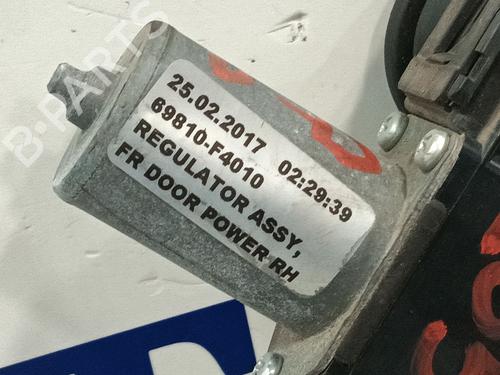 B-PARTS
25.02.2017 02:29:39
69810-F4010
REGULATOR ASSY,
FR DOOR POWER RH